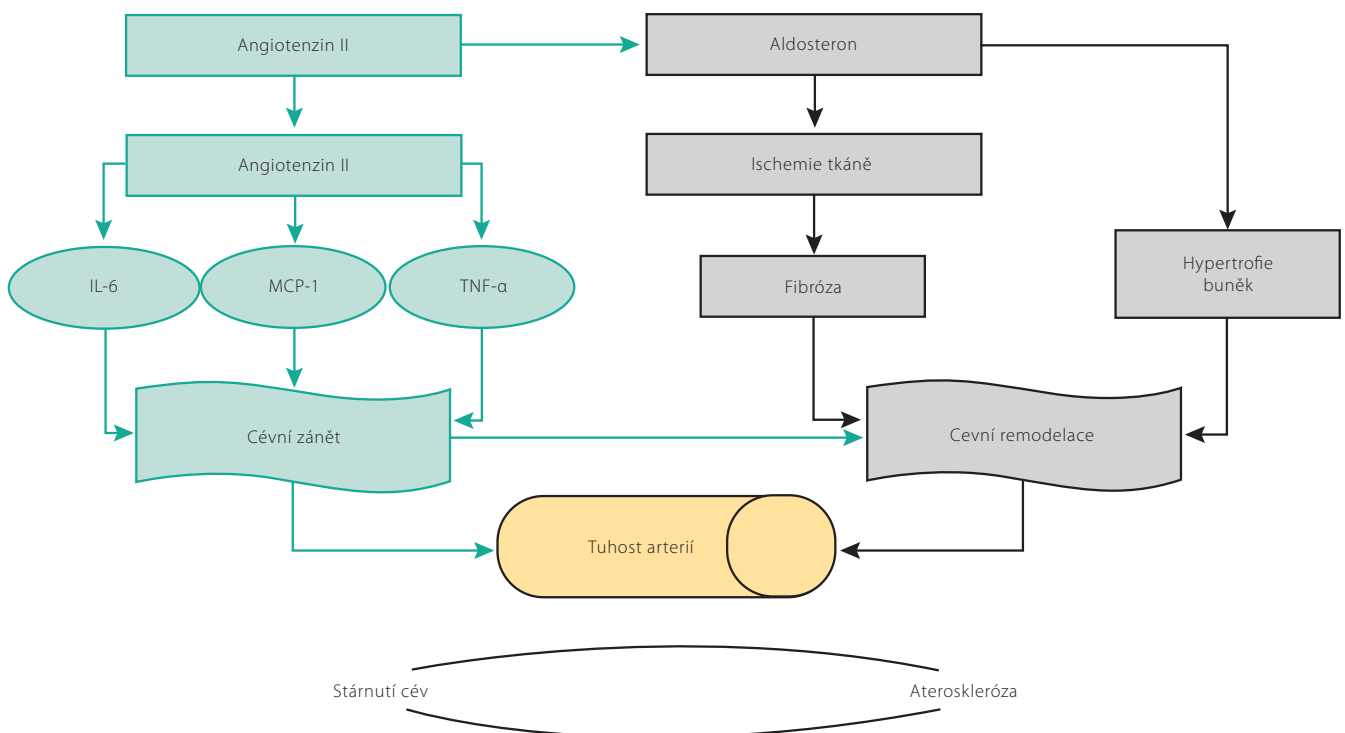 Angiotenzin II
Aldosteron
Angiotenzin II
Ischemie tkáně
IL-6
MCP-1
TNF-α
Fibróza
Hypertrofie
buněk
Cévní zánět
Cevní remodelace
Tuhost arterií
Stárnutí cév
Ateroskleróza